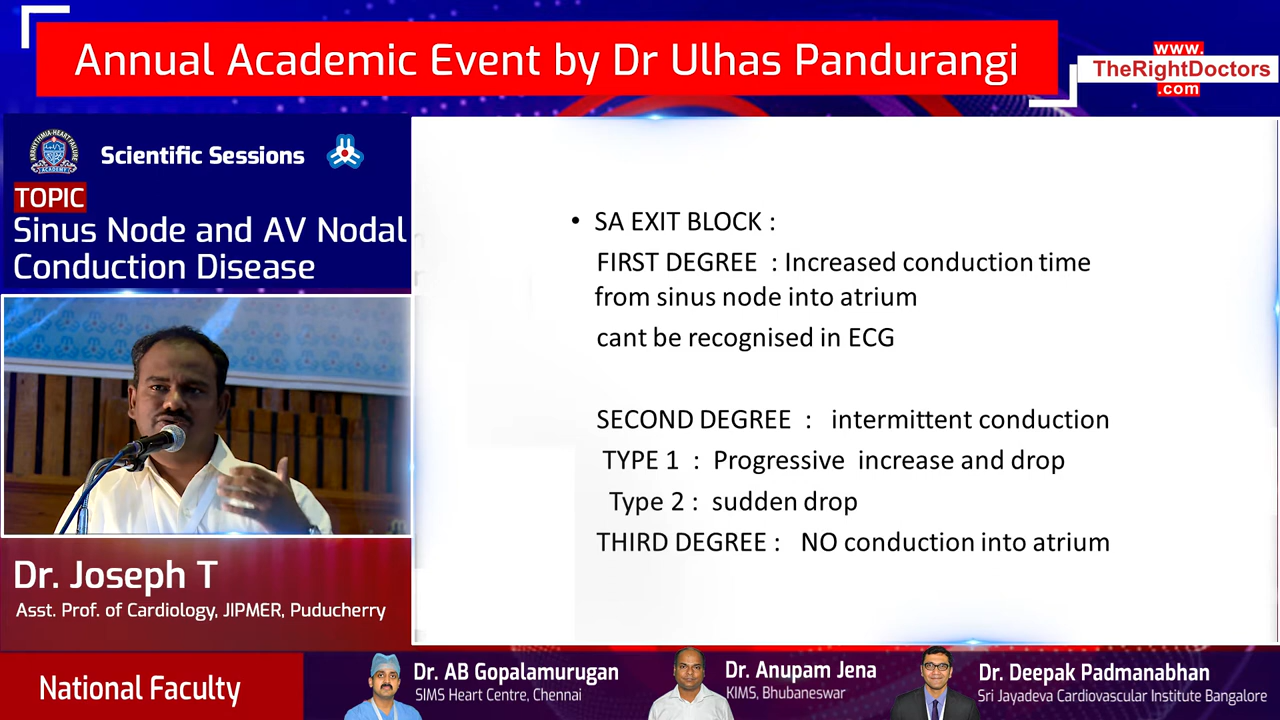 Annual Academic Event by Dr Ulhas Pandurangi
www.
TheRightDoctors
.com
ARRHYTHMIA-HEART FAILURE
ACADEMY
Scientific Sessions
TOPIC
Sinus Node and AV Nodal
Conduction Disease
• SA EXIT BLOCK :
FIRST DEGREE : Increased conduction time
from sinus node into atrium
cant be recognised in ECG
SECOND DEGREE : intermittent conduction
TYPE 1 : Progressive increase and drop
Type 2 : sudden drop
THIRD DEGREE : NO conduction into atrium
Dr. Joseph T
Asst. Prof. of Cardiology, JIPMER, Puducherry
National Faculty
Dr. AB Gopalamurugan
SIMS Heart Centre, Chennai
Dr. Anupam Jena
KIMS, Bhubaneswar
Dr. Deepak Padmanabhan
Sri Jayadeva Cardiovascular Institute Bangalore